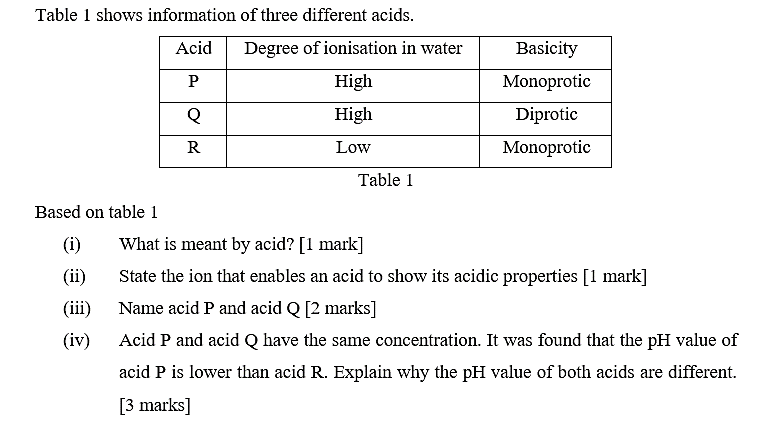 Table 1 shows information of three different acids.
Acid Degree of ionisation in water Basicity
P High Monoprotic
Q High Diprotic
R Low Monoprotic
Table 1
Based on table 1
(i) What is meant by acid? [1 mark]
(ii) State the ion that enables an acid to show its acidic properties [1 mark]
(iii) Name acid P and acid Q [2 marks]
(iv) Acid P and acid Q have the same concentration. It was found that the pH value of
acid P is lower than acid R. Explain why the pH value of both acids are different.
[3 marks]